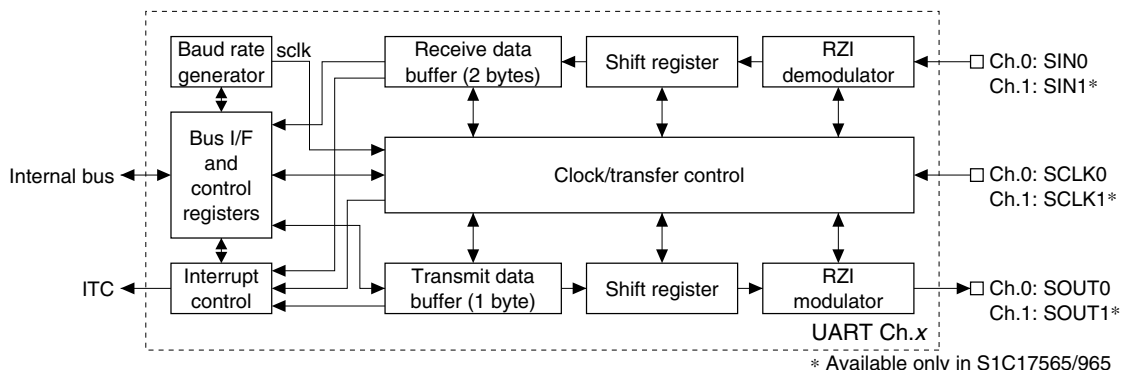 Baud rate
generator
sclk
Receive data
buffer (2 bytes)
Shift register
RZI
demodulator
Ch.0: SIN0
Ch.1: SIN1*
Internal bus
Bus I/F
and
control
registers
Clock/transfer control
Ch.0: SCLK0
Ch.1: SCLK1*
ITC
Interrupt
control
Transmit data
buffer (1 byte)
Shift register
RZI
modulator
Ch.0: SOUT0
Ch.1: SOUT1*
UART Ch.x
* Available only in S1C17565/965